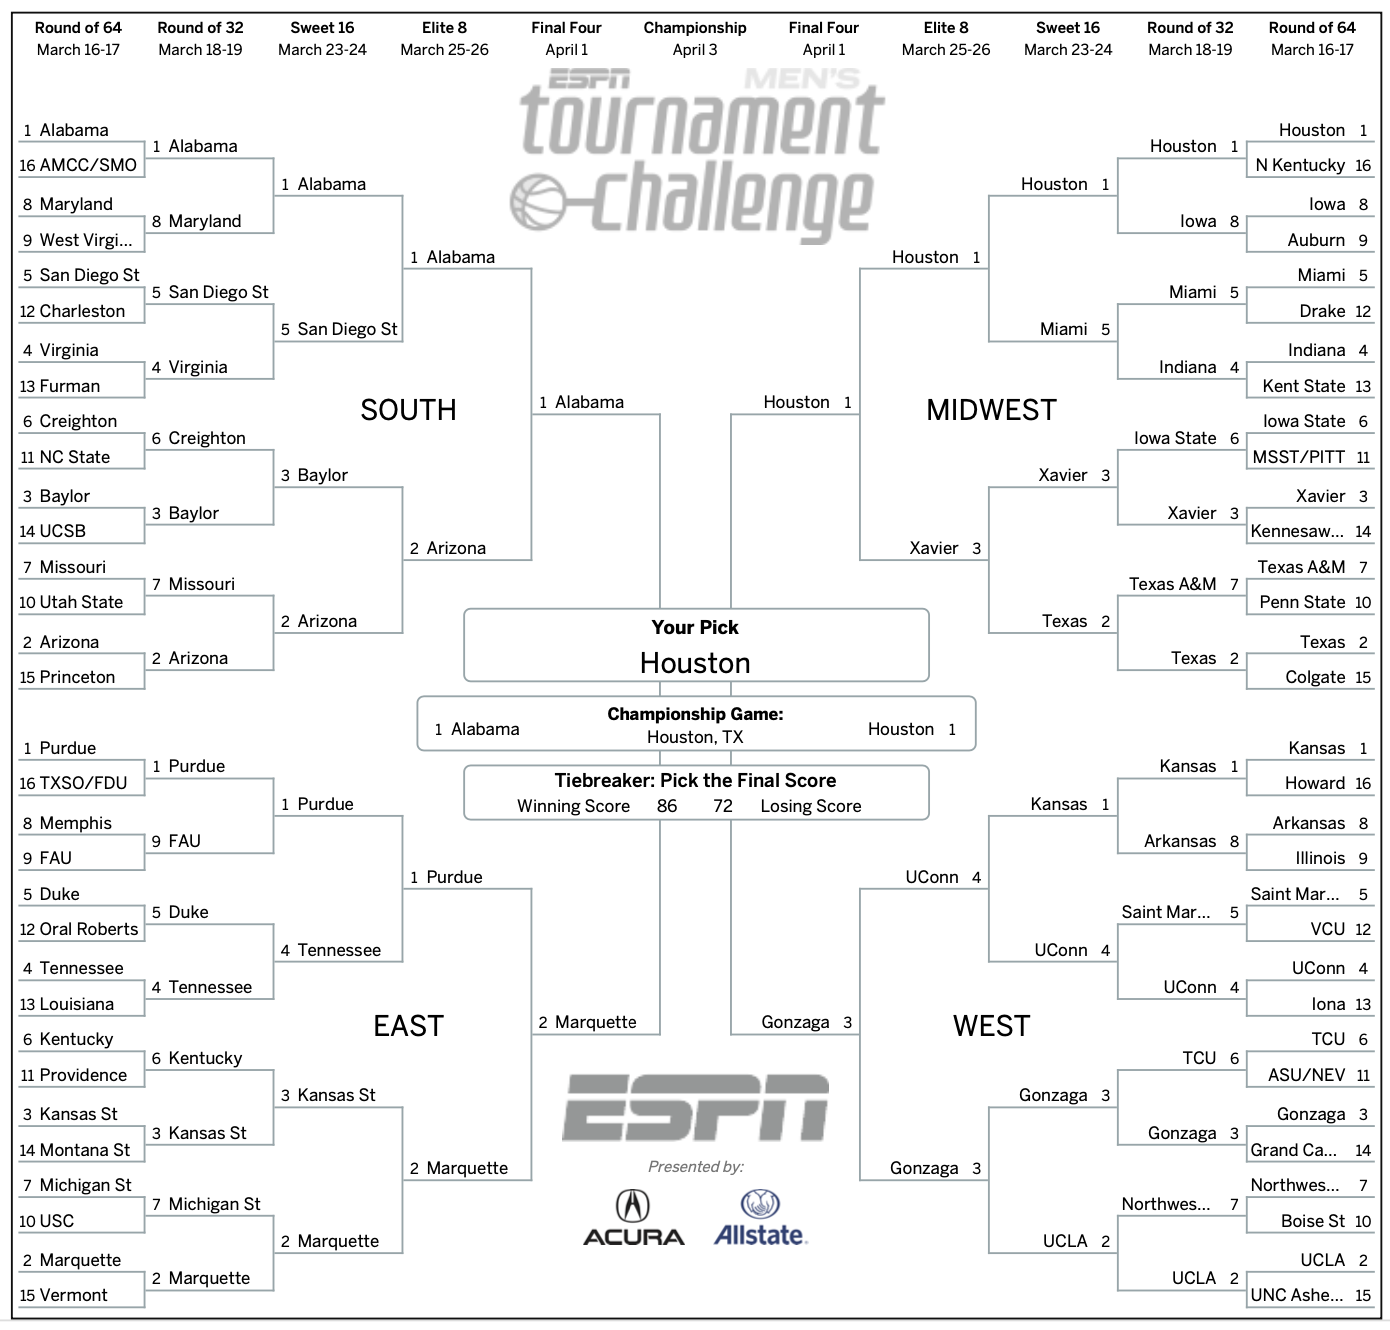 Round of 64 Round of 32 Sweet 16 Elite 8 Final Four Championship Final Four Elite 8 Sweet 16 Round of 32 Round of 64
March 16-17 March 18-19 March 23-24 March 25-26 April 1 April 3 April 1 March 25-26 March 23-24 March 18-19 March 16-17
ESPN MEN'S
tournament
challenge
1 Alabama
16 AMCC/SMO
8 Maryland
9 West Virgi...
5 San Diego St
12 Charleston
4 Virginia
13 Furman
6 Creighton
11 NC State
3 Baylor
14 UCSB
7 Missouri
10 Utah State
2 Arizona
15 Princeton
1 Alabama
8 Maryland
5 San Diego St
4 Virginia
6 Creighton
3 Baylor
7 Missouri
2 Arizona
1 Alabama
5 San Diego St
3 Baylor
2 Arizona
1 Alabama
2 Arizona
SOUTH
1 Alabama
Houston 1
MIDWEST
Houston 1
Xavier 3
Houston 1
Miami 5
Xavier 3
Texas 2
Houston 1
Iowa 8
Miami 5
Indiana 4
Iowa State 6
Xavier 3
Texas A&M 7
Texas 2
Houston 1
N Kentucky 16
Iowa 8
Auburn 9
Miami 5
Drake 12
Indiana 4
Kent State 13
Iowa State 6
MSST/PITT 11
Xavier 3
Kennesaw... 14
Texas A&M 7
Penn State 10
Texas 2
Colgate 15
Your Pick
Houston
Championship Game:
1 Alabama Houston, TX Houston 1
Tiebreaker: Pick the Final Score
Winning Score 86 72 Losing Score
1 Purdue
16 TXSO/FDU
8 Memphis
9 FAU
5 Duke
12 Oral Roberts
4 Tennessee
13 Louisiana
6 Kentucky
11 Providence
3 Kansas St
14 Montana St
7 Michigan St
10 USC
2 Marquette
15 Vermont
1 Purdue
9 FAU
5 Duke
4 Tennessee
6 Kentucky
3 Kansas St
7 Michigan St
2 Marquette
1 Purdue
4 Tennessee
3 Kansas St
2 Marquette
1 Purdue
2 Marquette
EAST
2 Marquette
Gonzaga 3
WEST
UConn 4
Gonzaga 3
Kansas 1
UConn 4
Gonzaga 3
UCLA 2
Kansas 1
Arkansas 8
Saint Mar... 5
UConn 4
TCU 6
Gonzaga 3
Northwes... 7
UCLA 2
Kansas 1
Howard 16
Arkansas 8
Illinois 9
Saint Mar... 5
VCU 12
UConn 4
Iona 13
TCU 6
ASU/NEV 11
Gonzaga 3
Grand Ca... 14
Northwes... 7
Boise St 10
UCLA 2
UNC Ashe... 15
ESPN
Presented by:
ACURA Allstate.